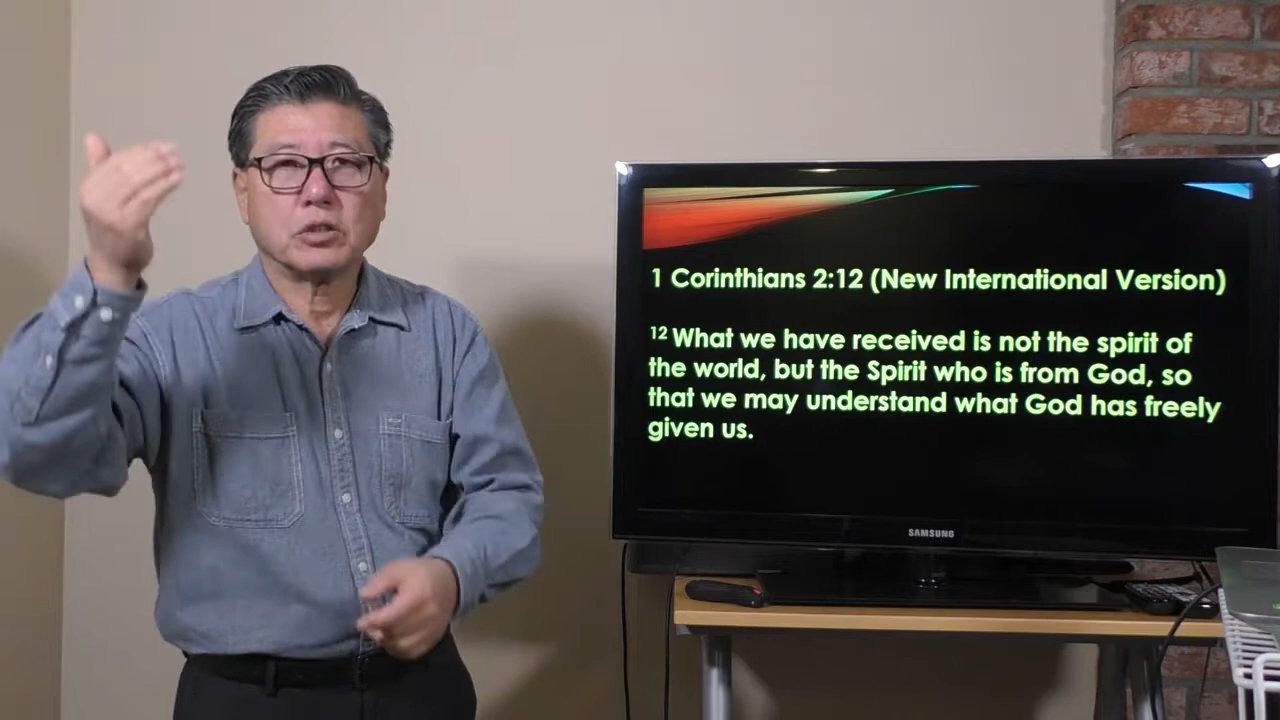 1 Corinthians 2:12 (New International Version)
12 What we have received is not the spirit of
the world, but the Spirit who is from God, so
that we may understand what God has freely
given us.
SAMSUNG